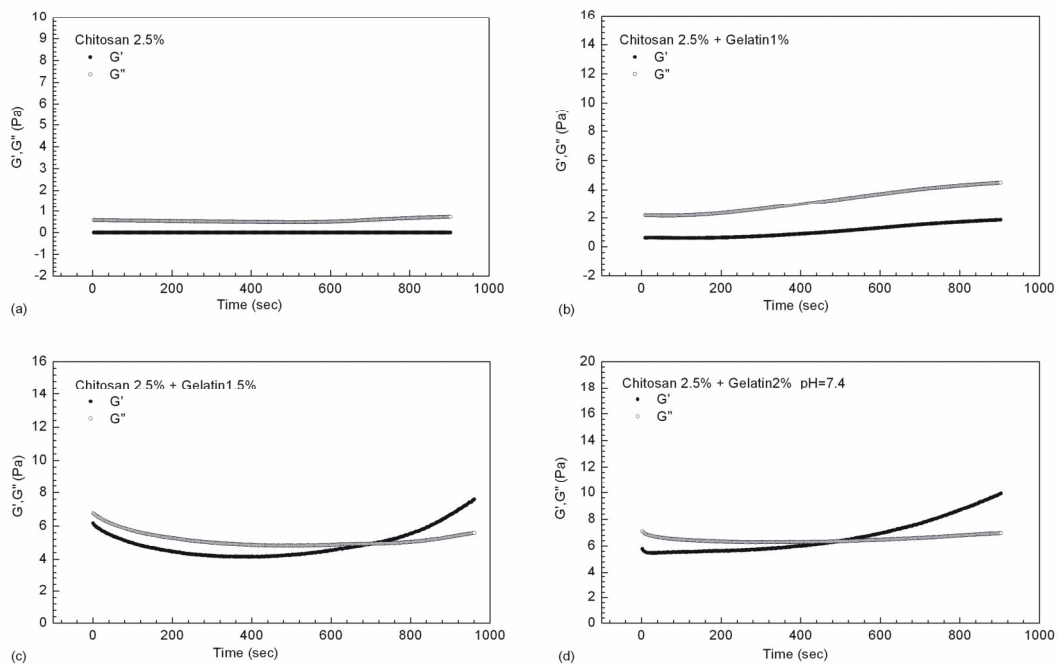 10
9
8
7
6
5
4
3
2
1
0
-1
-2
G',G" (Pa)
Chitosan 2.5%
G'
G"
0 200 400 600 800 1000
Time (sec)
(a)
16
14
12
10
8
6
4
2
0
-2
G',G" (Pa)
Chitosan 2.5% + Gelatin1%
G'
G"
0 200 400 600 800 1000
Time (sec)
(b)
16
14
12
10
8
6
4
2
0
G',G" (Pa)
Chitosan 2.5% + Gelatin1.5%
G'
G"
0 200 400 600 800 1000
Time (sec)
(c)
20
18
16
14
12
10
8
6
4
2
0
G',G" (Pa)
Chitosan 2.5% + Gelatin2% pH=7.4
G'
G"
0 200 400 600 800 1000
Time (sec)
(d)